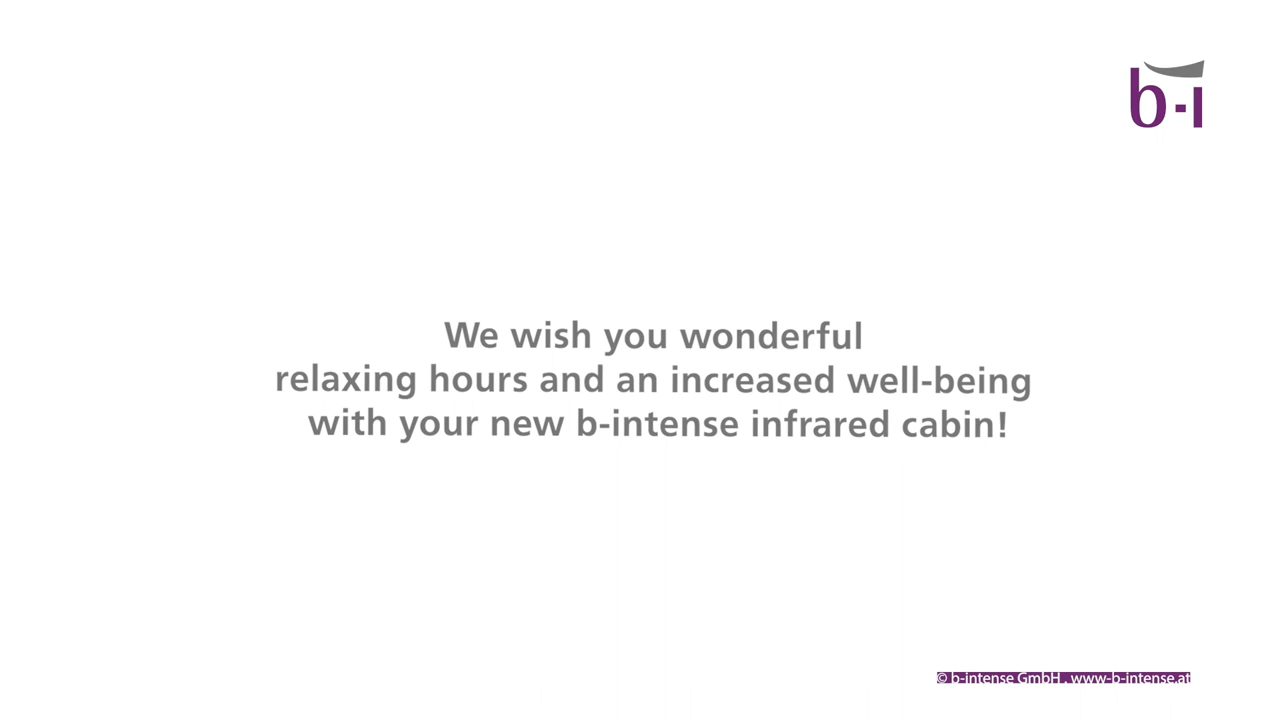 b-i
We wish you wonderful
relaxing hours and an increased well-being
with your new b-intense infrared cabin!
© b-intense GmbH . www-b-intense.at